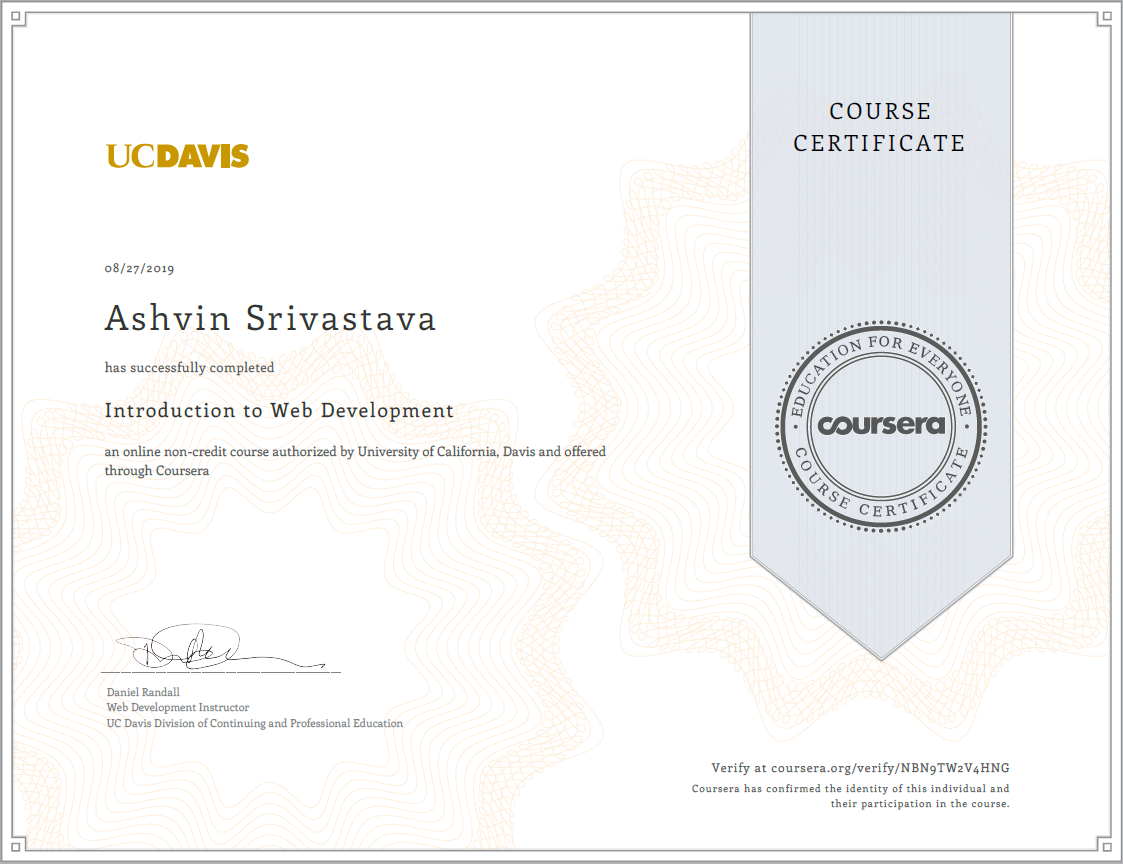 COURSE
CERTIFICATE
UCDAVIS
08/27/2019
Ashvin Srivastava
has successfully completed
Introduction to Web Development
an online non-credit course authorized by University of California, Davis and offered
through Coursera
EDUCATION FOR EVERYONE
coursera
COURSE CERTIFICATE
Daniel Randall
Web Development Instructor
UC Davis Division of Continuing and Professional Education
Verify at coursera.org/verify/NBN9TW2V4HNG
Coursera has confirmed the identity of this individual and
their participation in the course.